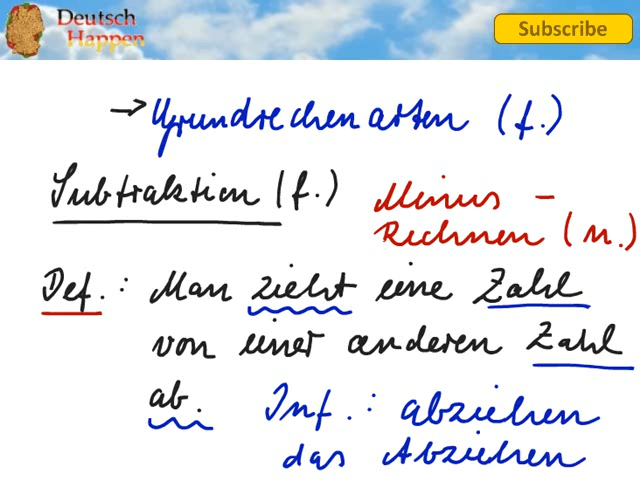 Deutsch
Happen
Subscribe
→ Grundrechenarten (f.)
Subtraktion (f.)
Minus -
Rechnen (n.)
Def.: Man zieht eine Zahl
von einer anderen Zahl
ab. Inf.: abziehen
das Abziehen